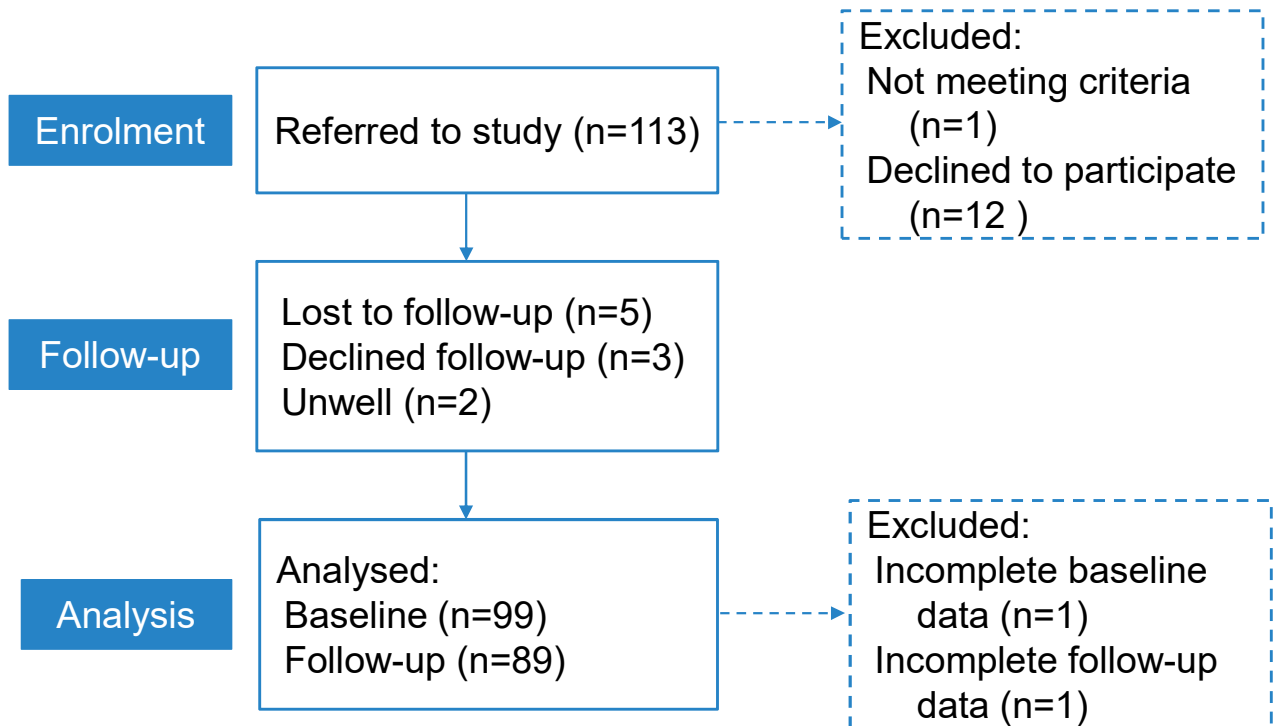 Enrolment
Referred to study (n=113)
Excluded:
Not meeting criteria
(n=1)
Declined to participate
(n=12 )
Follow-up
Lost to follow-up (n=5)
Declined follow-up (n=3)
Unwell (n=2)
Analysis
Analysed:
Baseline (n=99)
Follow-up (n=89)
Excluded:
Incomplete baseline
data (n=1)
Incomplete follow-up
data (n=1)